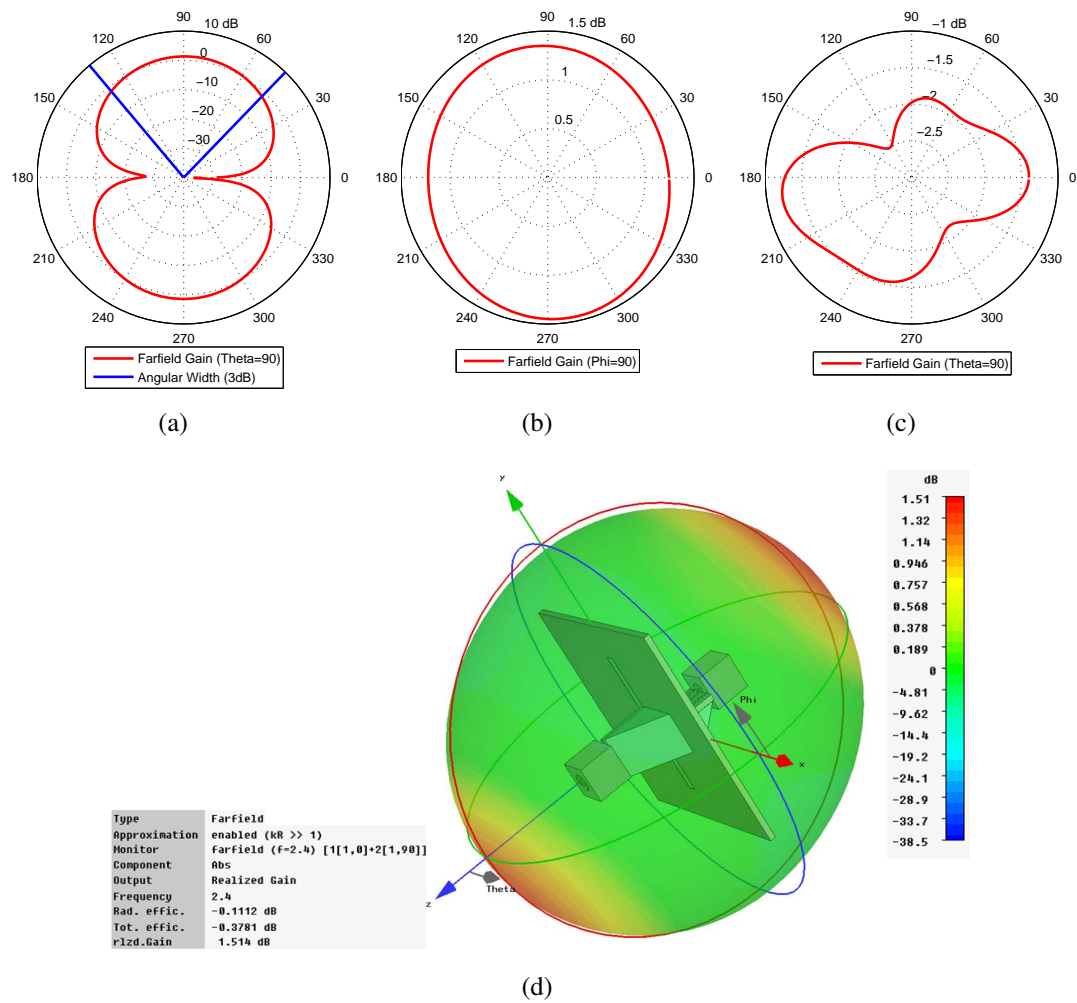 90
10 dB
120
60
0
−10
150
30
−20
−30
180
0
210
330
240
300
270
Farfield Gain (Theta=90)
Angular Width (3dB)
(a)
90
1.5 dB
120
60
1
150
30
0.5
180
0
210
330
240
300
270
Farfield Gain (Phi=90)
(b)
90
−1 dB
120
60
−1.5
150
30
−2
−2.5
180
0
210
330
240
300
270
Farfield Gain (Theta=90)
(c)
y
Phi
x
Theta
z
dB
1.51
1.32
1.14
0.946
0.757
0.568
0.378
0.189
0
-4.81
-9.62
-14.4
-19.2
-24.1
-28.9
-33.7
-38.5
Type Farfield
Approximation enabled (kR >> 1)
Monitor farfield (f=2.4) [1[1,0]+2[1,90]]
Component Abs
Output Realized Gain
Frequency 2.4
Rad. effic. -0.1112 dB
Tot. effic. -0.3781 dB
rlzd.Gain 1.514 dB
(d)